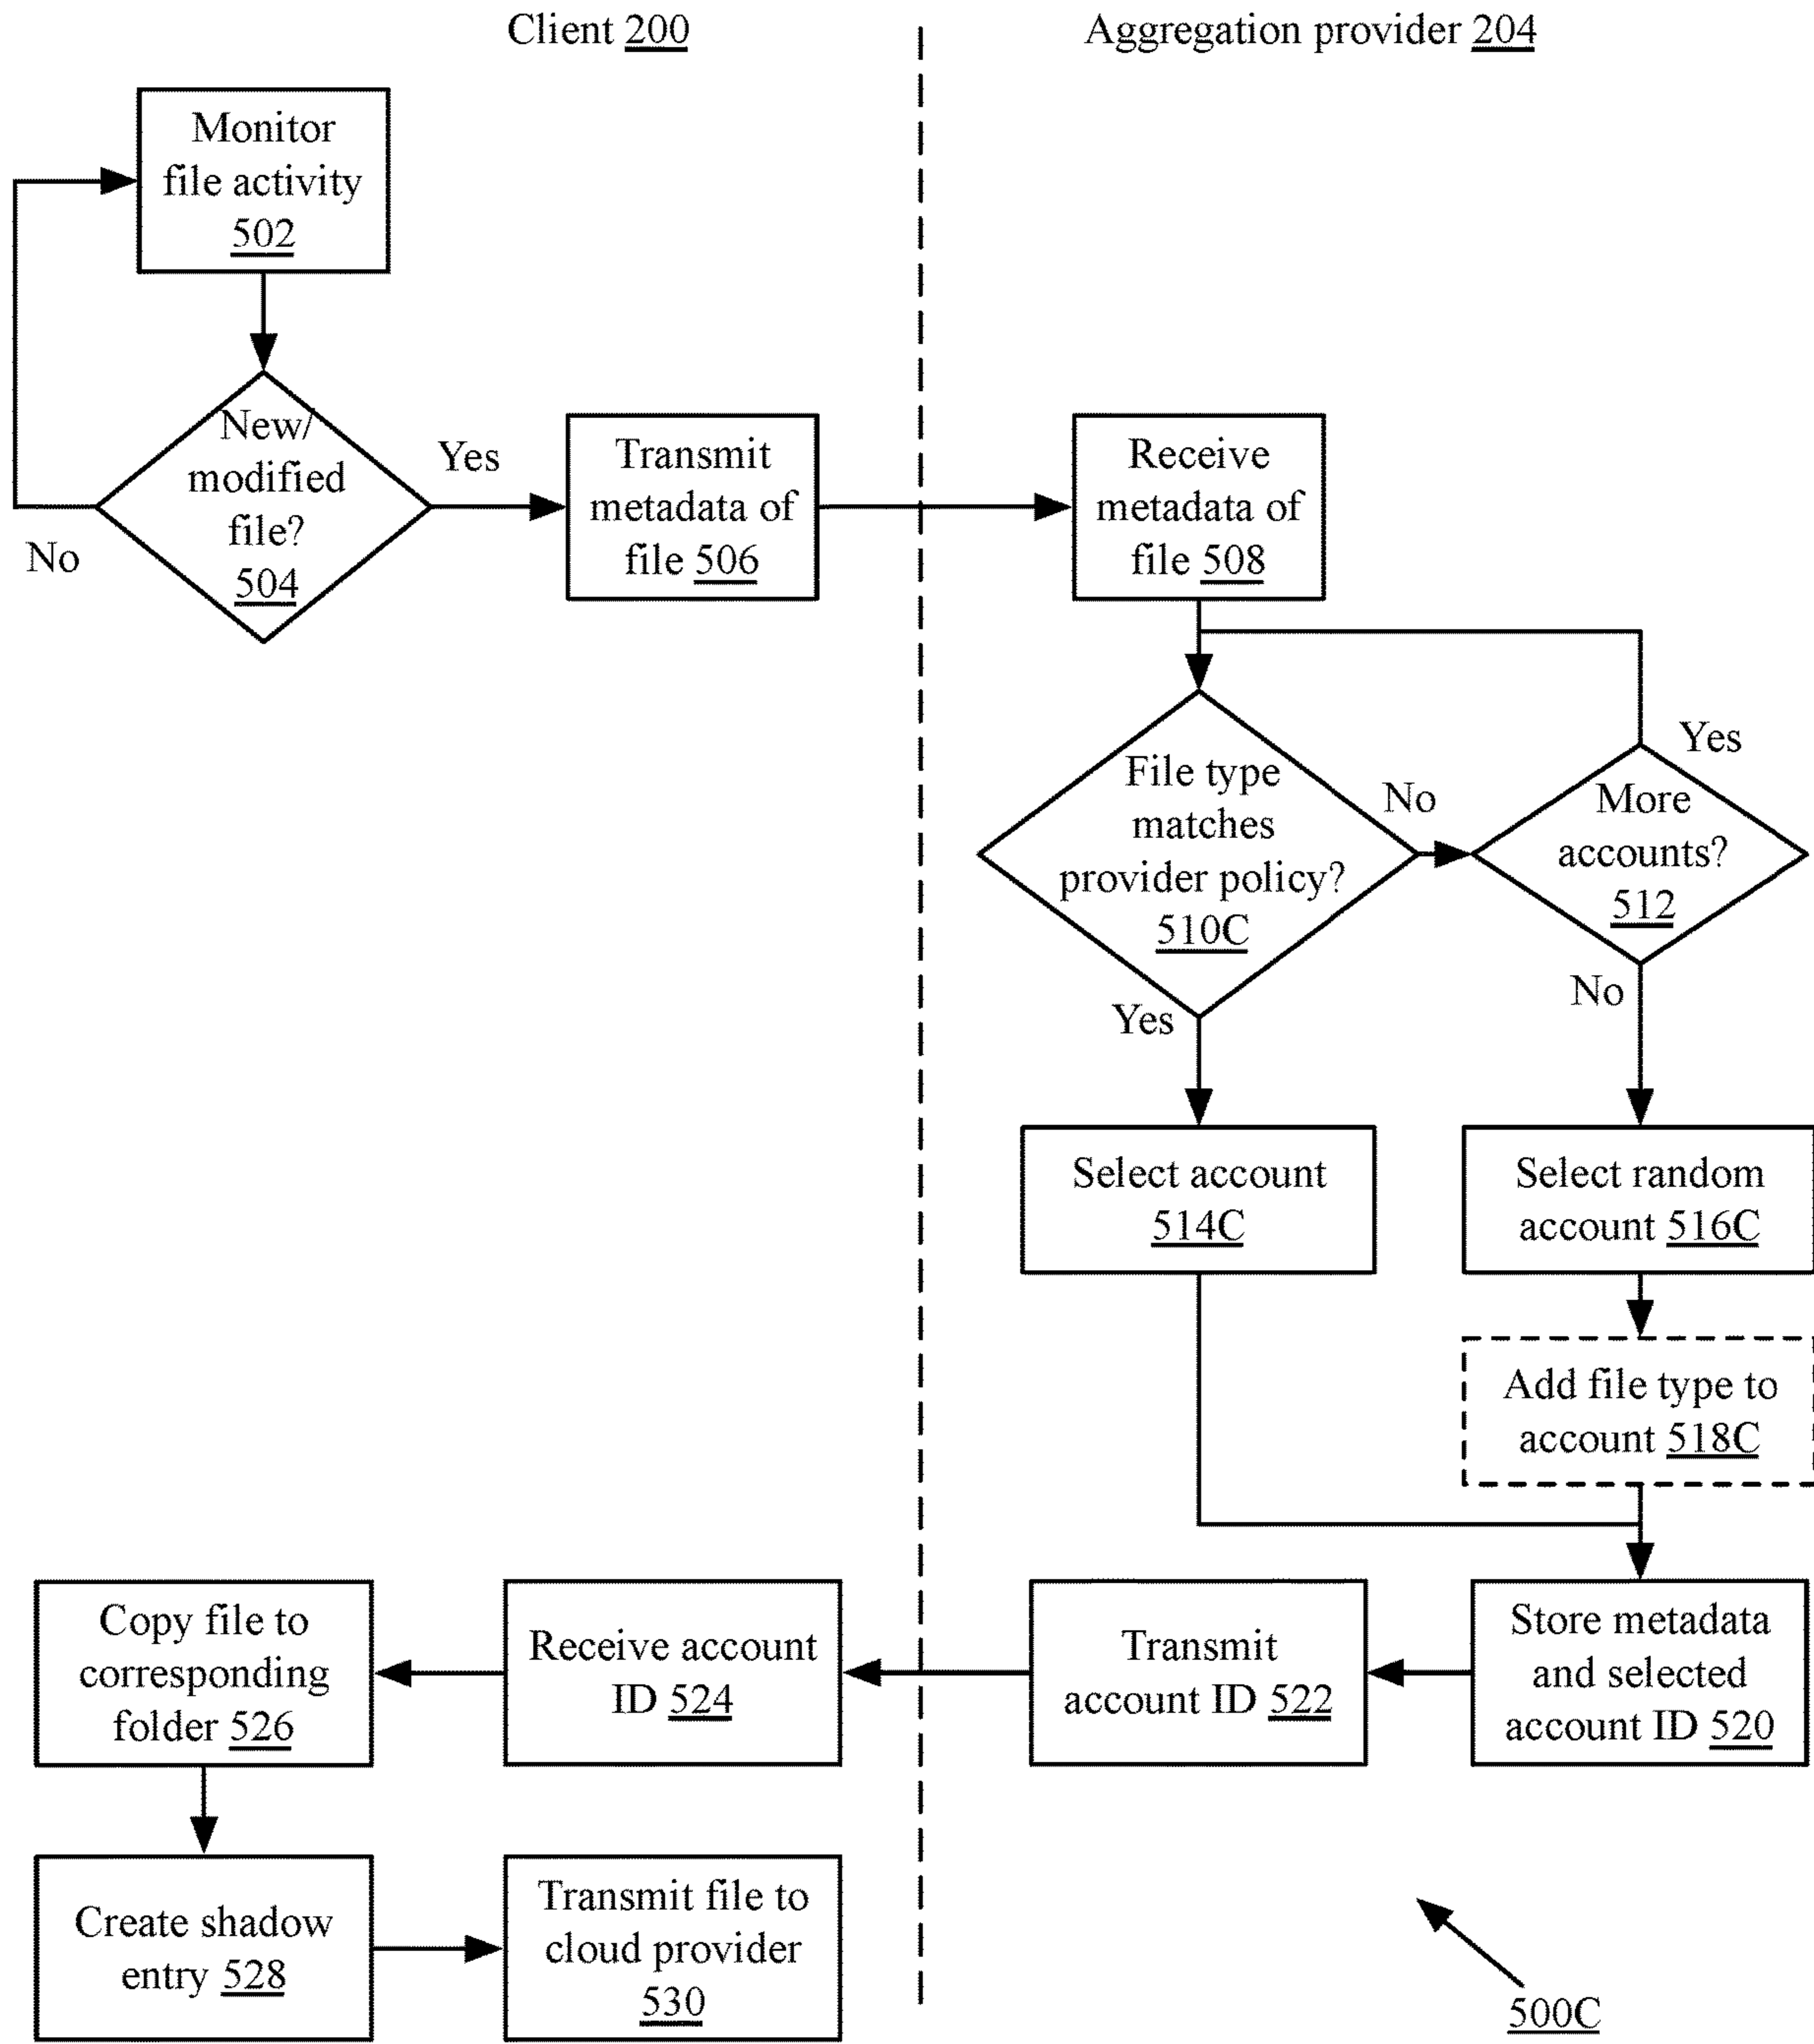 Client 200
Aggregation provider 204
Monitor
file activity
502
New/
modified
file?
504
Yes
No
Transmit
metadata of
file 506
Receive
metadata of
file 508
File type
matches
provider policy?
510C
No
Yes
More
accounts?
512
Yes
No
Select account
514C
Select random
account 516C
Add file type to
account 518C
Store metadata
and selected
account ID 520
Transmit
account ID 522
Receive account
ID 524
Copy file to
corresponding
folder 526
Create shadow
entry 528
Transmit file to
cloud provider
530
500C